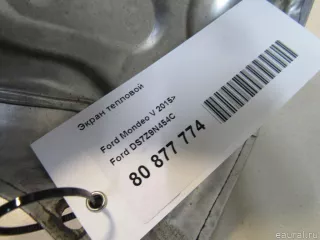 Экран тепловой
Ford Mondeo V 2015>
Ford DS7Z9N454C
80 877 774
eaural.ru